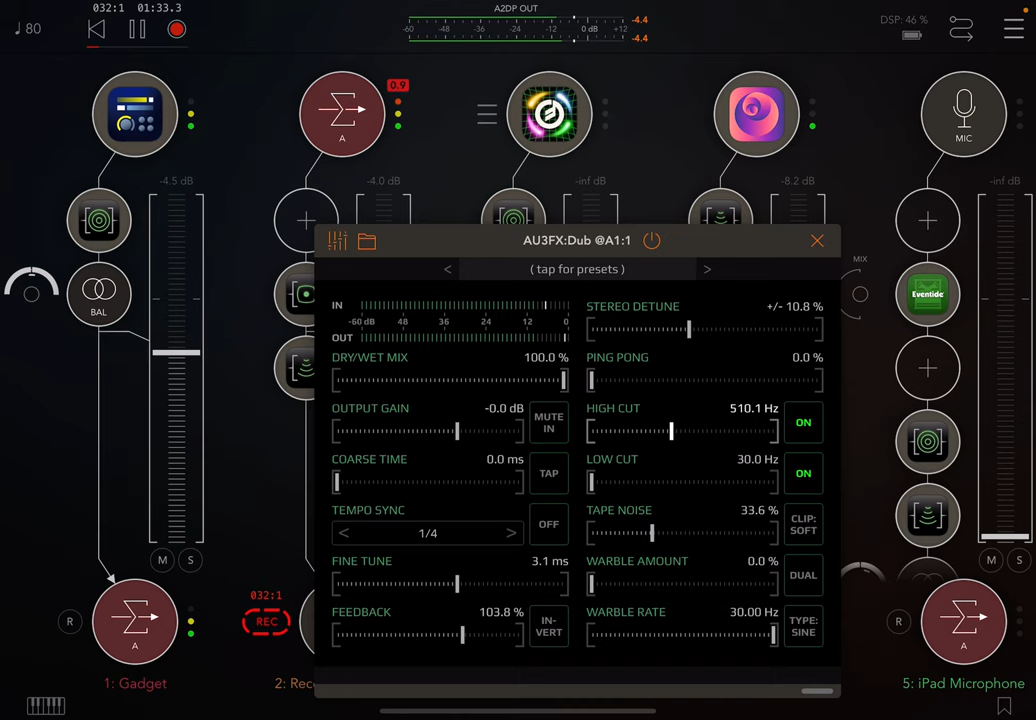 032:1 01:33.3
80
A2DP OUT
-60 -12 0 dB +12
-4.4
-4.4
DSP: 46 %
0.9
A
MIC
-4.5 dB
-4.0 dB
-inf dB
-8.2 dB
-inf dB
BAL
MIX
Eventide
AU3FX:Dub @A1:1
< ( tap for presets ) >
IN
-60 dB 48 36 24 12 0
OUT
STEREO DETUNE +/- 10.8 %
DRY/WET MIX 100.0 %
PING PONG 0.0 %
OUTPUT GAIN -0.0 dB
MUTE
IN
HIGH CUT 510.1 Hz
ON
COARSE TIME 0.0 ms
TAP
LOW CUT 30.0 Hz
ON
TEMPO SYNC
< 1/4 >
OFF
TAPE NOISE 33.6 %
CLIP:
SOFT
FINE TUNE 3.1 ms
WARBLE AMOUNT 0.0 %
DUAL
FEEDBACK 103.8 %
IN-
VERT
WARBLE RATE 30.00 Hz
TYPE:
SINE
M S
M S
032:1
REC
R
A
R
A
1: Gadget
2: Rec
5: iPad Microphone